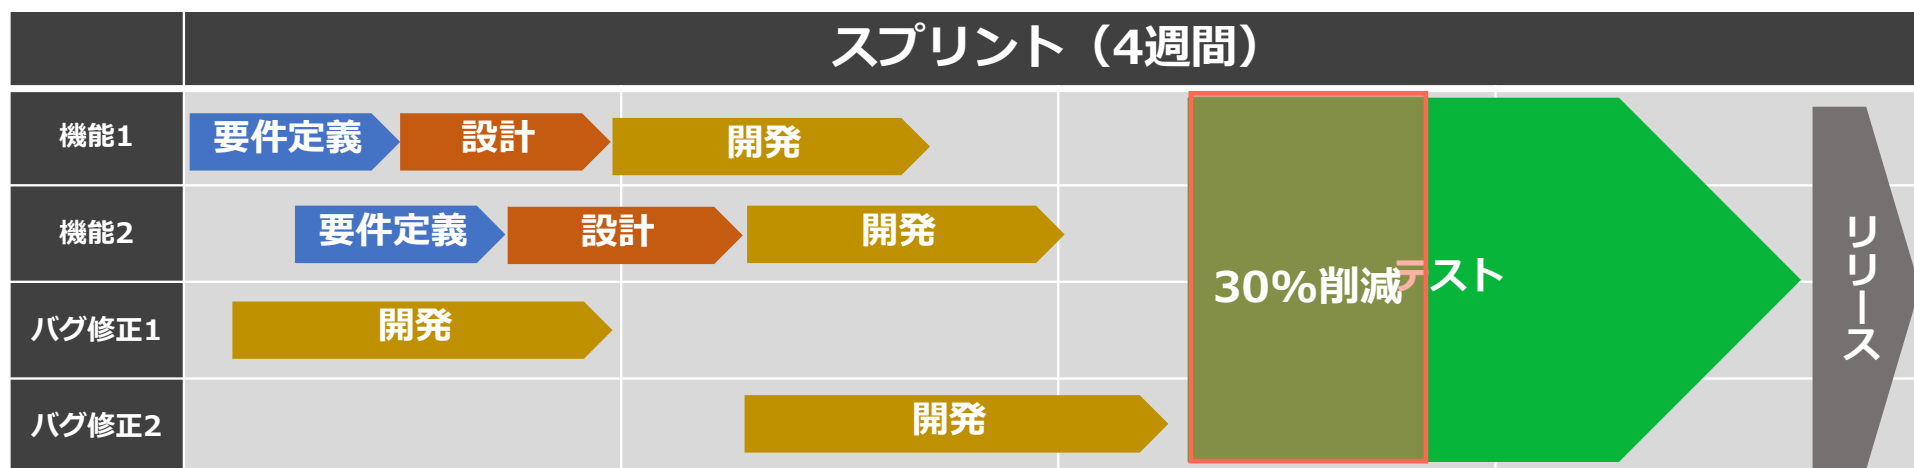 スプリント（4週間）
機能1
要件定義
設計
開発
機能2
要件定義
設計
開発
バグ修正1
開発
バグ修正2
開発
30%削減
テスト
リリース